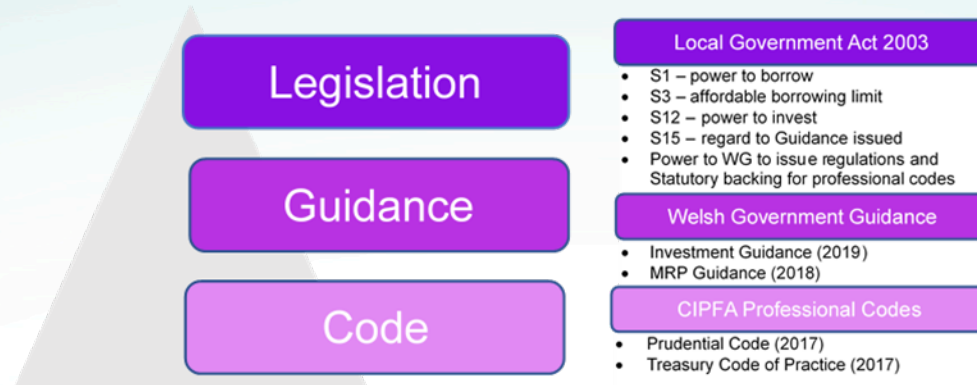 Legislation
Guidance
Code
Local Government Act 2003
• S1 – power to borrow
• S3 – affordable borrowing limit
• S12 – power to invest
• S15 – regard to Guidance issued
• Power to WG to issue regulations and
Statutory backing for professional codes
Welsh Government Guidance
• Investment Guidance (2019)
• MRP Guidance (2018)
CIPFA Professional Codes
• Prudential Code (2017)
• Treasury Code of Practice (2017)